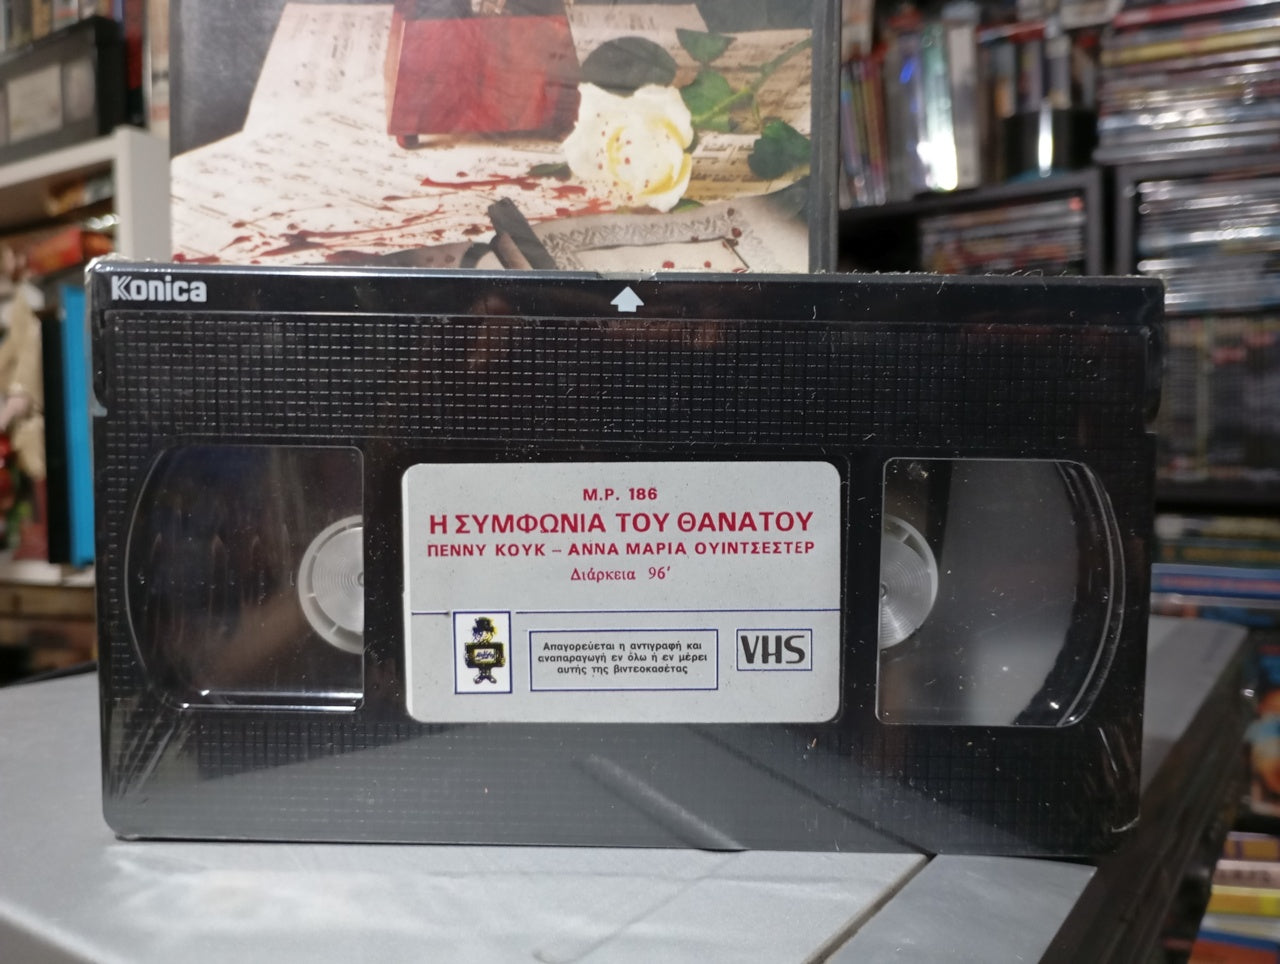 Konica
M.P. 186
Η ΣΥΜΦΩΝΙΑ ΤΟΥ ΘΑΝΑΤΟΥ
ΠΕΝΝΥ ΚΟΥΚ – ΑΝΝΑ ΜΑΡΙΑ ΟΥΙΝΤΣΕΣΤΕΡ
Διάρκεια 96'
Απαγορεύεται η αντιγραφή και
αναπαραγωγή εν όλω ή εν μέρει
αυτής της βιντεοκασέτας
VHS